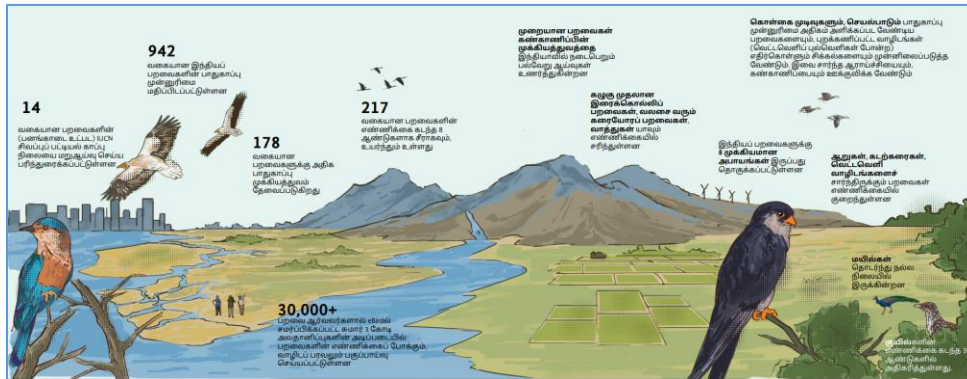 942
வகையான இந்தியப்
பறவைகளின் பாதுகாப்பு
முன்னுரிமை
மதிப்பிடப்பட்டுள்ளன
14
வகையான பறவைகளின்
(பனங்காடை உட்பட) IUCN
சிவப்புப் பட்டியல் காப்பு
நிலையை மறுஆய்வு செய்ய
பரிந்துரைக்கப்பட்டுள்ளன
178
வகையான
பறவைகளுக்கு அதிக
பாதுகாப்பு
முக்கியத்துவம்
தேவைப்படுகிறது
217
வகையான பறவைகளின்
எண்ணிக்கை கடந்த 8
ஆண்டுகளாக சீராகவும்,
உயர்ந்தும் உள்ளது
30,000+
பறவை ஆர்வலர்களால் eBirdல்
சமர்ப்பிக்கப்பட்ட சுமார் 3 கோடி
அவதானிப்புகளின் அடிப்படையில்
பறவைகளின் எண்ணிக்கைப் போக்கும்,
வாழிடப் பரவலும் பகுப்பாய்வு
செய்யப்பட்டுள்ளன
முறையான பறவைகள்
கண்காணிப்பின்
முக்கியத்துவத்தை
இந்தியாவில் நடைபெறும்
பல்வேறு ஆய்வுகள்
உணர்த்துகின்றன
கழுகு முதலான
இரைக்கொல்லிப்
பறவைகள், வலசை வரும்
கரையோரப் பறவைகள்,
வாத்துகள் யாவும்
எண்ணிக்கையில்
சரிந்துள்ளன
கொள்கை முடிவுகளும், செயல்பாடும் பாதுகாப்பு
முன்னுரிமை அதிகம் அளிக்கப்பட வேண்டிய
பறவைகளையும், புறக்கணிப்பட்ட வாழிடங்கள்
(வெட்டவெளிப் புல்வெளிகள் போன்ற)
எதிர்கொள்ளும் சிக்கல்களையும் முன்னிலைப்படுத்த
வேண்டும். இவை சார்ந்த ஆராய்ச்சியையும்,
கண்காணிப்பையும் ஊக்குவிக்க வேண்டும்
இந்தியப் பறவைகளுக்கு
8 முக்கியமான
அபாயங்கள் இருப்பது
தொகுக்கப்பட்டுள்ளன
ஆறுகள், கடற்கரைகள்,
வெட்டவெளி
வாழிடங்களைச்
சார்ந்திருக்கும் பறவைகள்
எண்ணிக்கையில்
குறைந்துள்ளன
மயில்கள்
தொடர்ந்து நல்ல
நிலையில்
இருக்கின்றன
குயில்களின்
எண்ணிக்கை கடந்த
ஆண்டுகளில்
அதிகரித்துள்ளது.